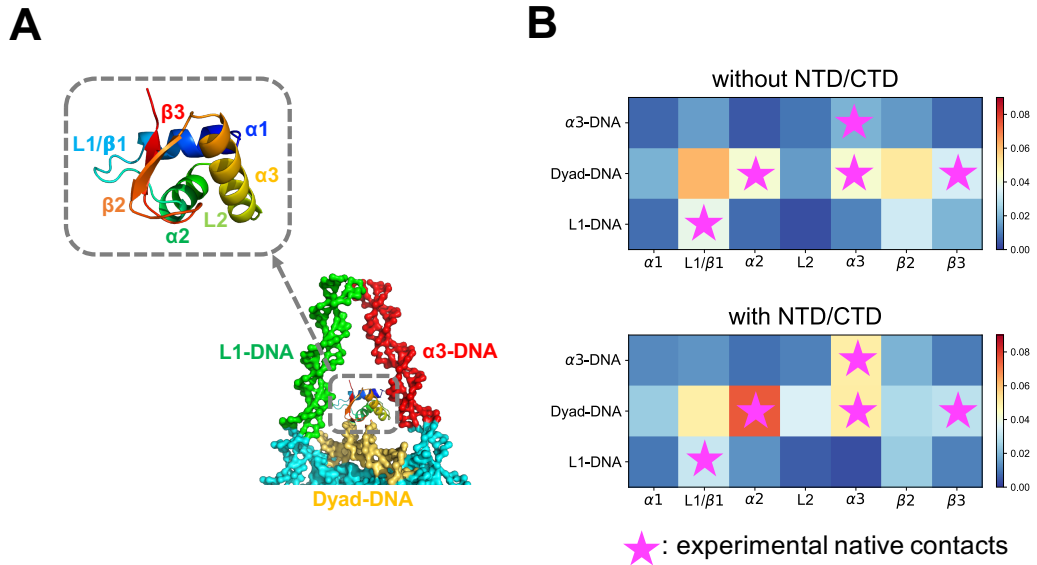 A
β3
L1/β1
α1
α3
β2
L2
α2
L1-DNA
α3-DNA
Dyad-DNA
B
without NTD/CTD
α3-DNA
Dyad-DNA
L1-DNA
α1 L1/β1 α2 L2 α3 β2 β3
0.08
0.06
0.04
0.02
0.00
with NTD/CTD
α3-DNA
Dyad-DNA
L1-DNA
α1 L1/β1 α2 L2 α3 β2 β3
0.08
0.06
0.04
0.02
0.00
: experimental native contacts